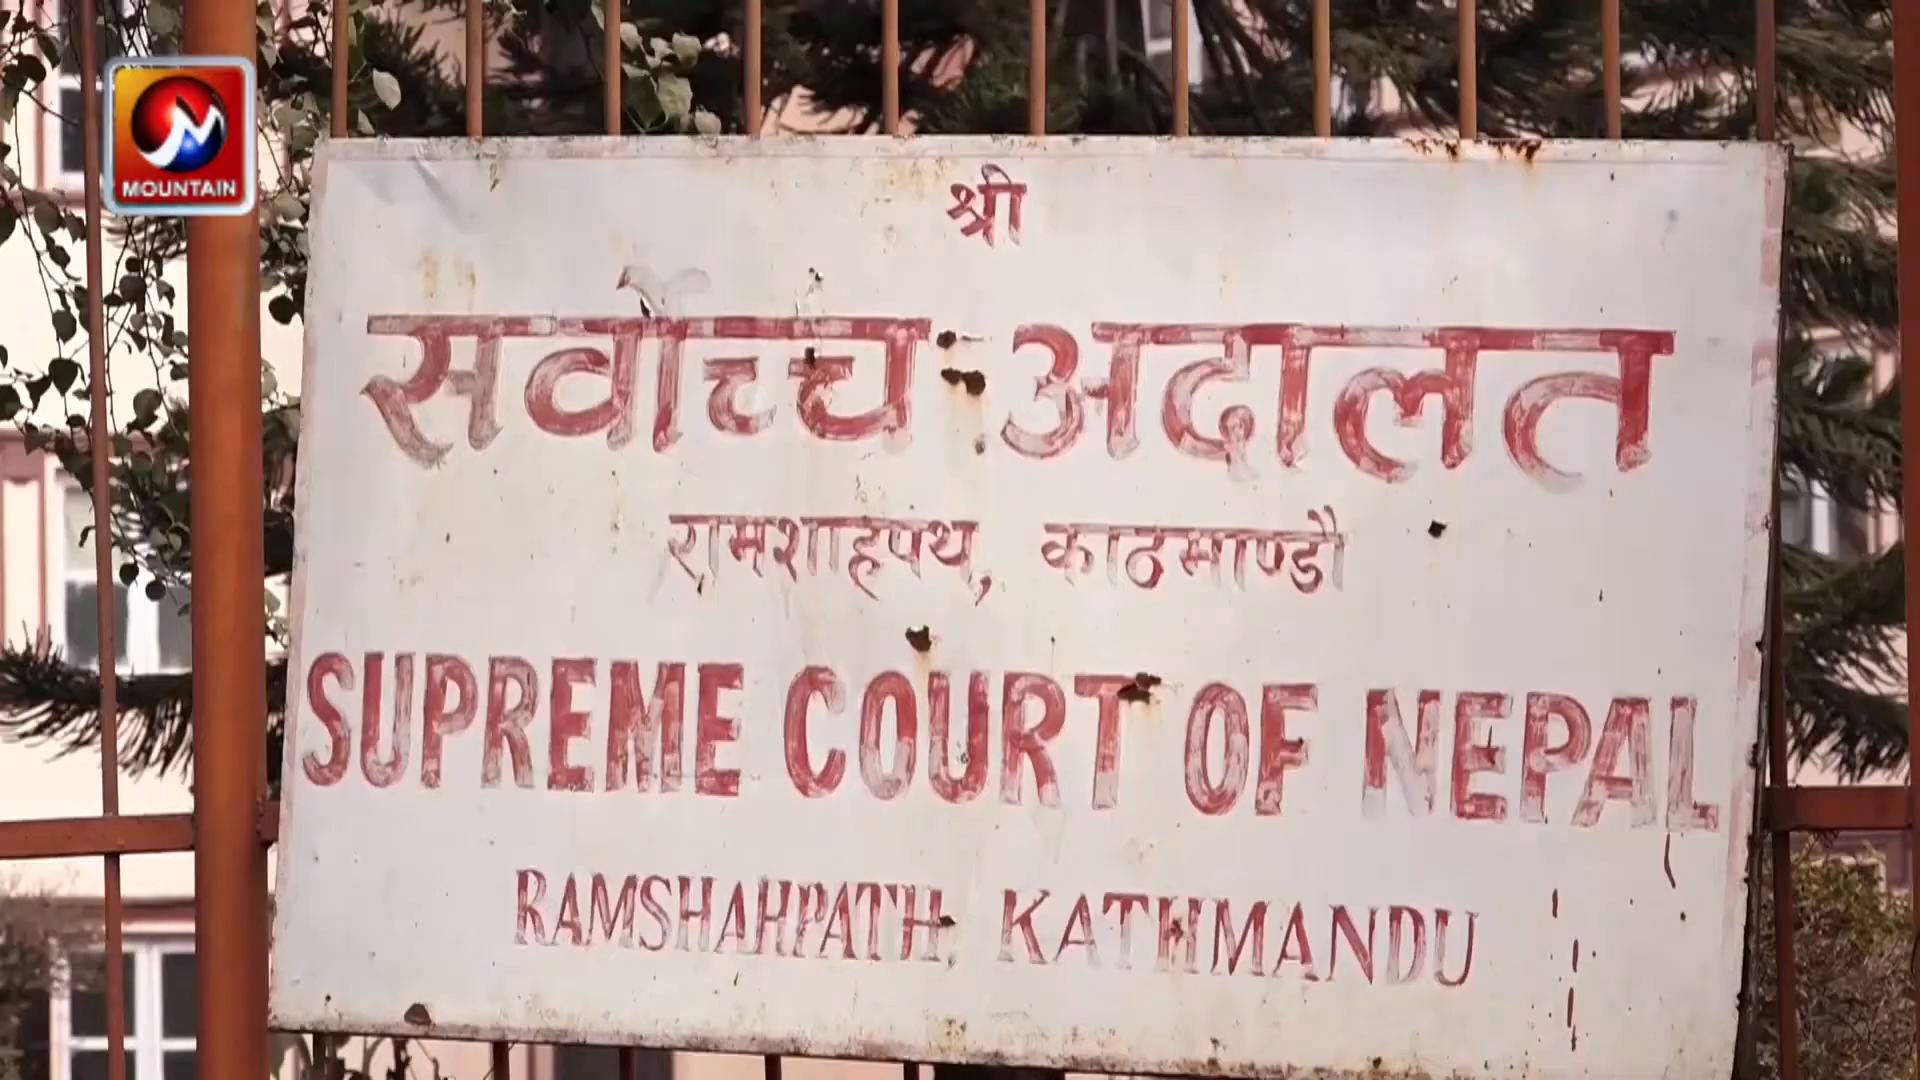 MOUNTAIN
श्री
सर्वोच्च अदालत
रामशाहपथ, काठमाण्डौ
SUPREME COURT OF NEPAL
RAMSHAHPATH, KATHMANDU